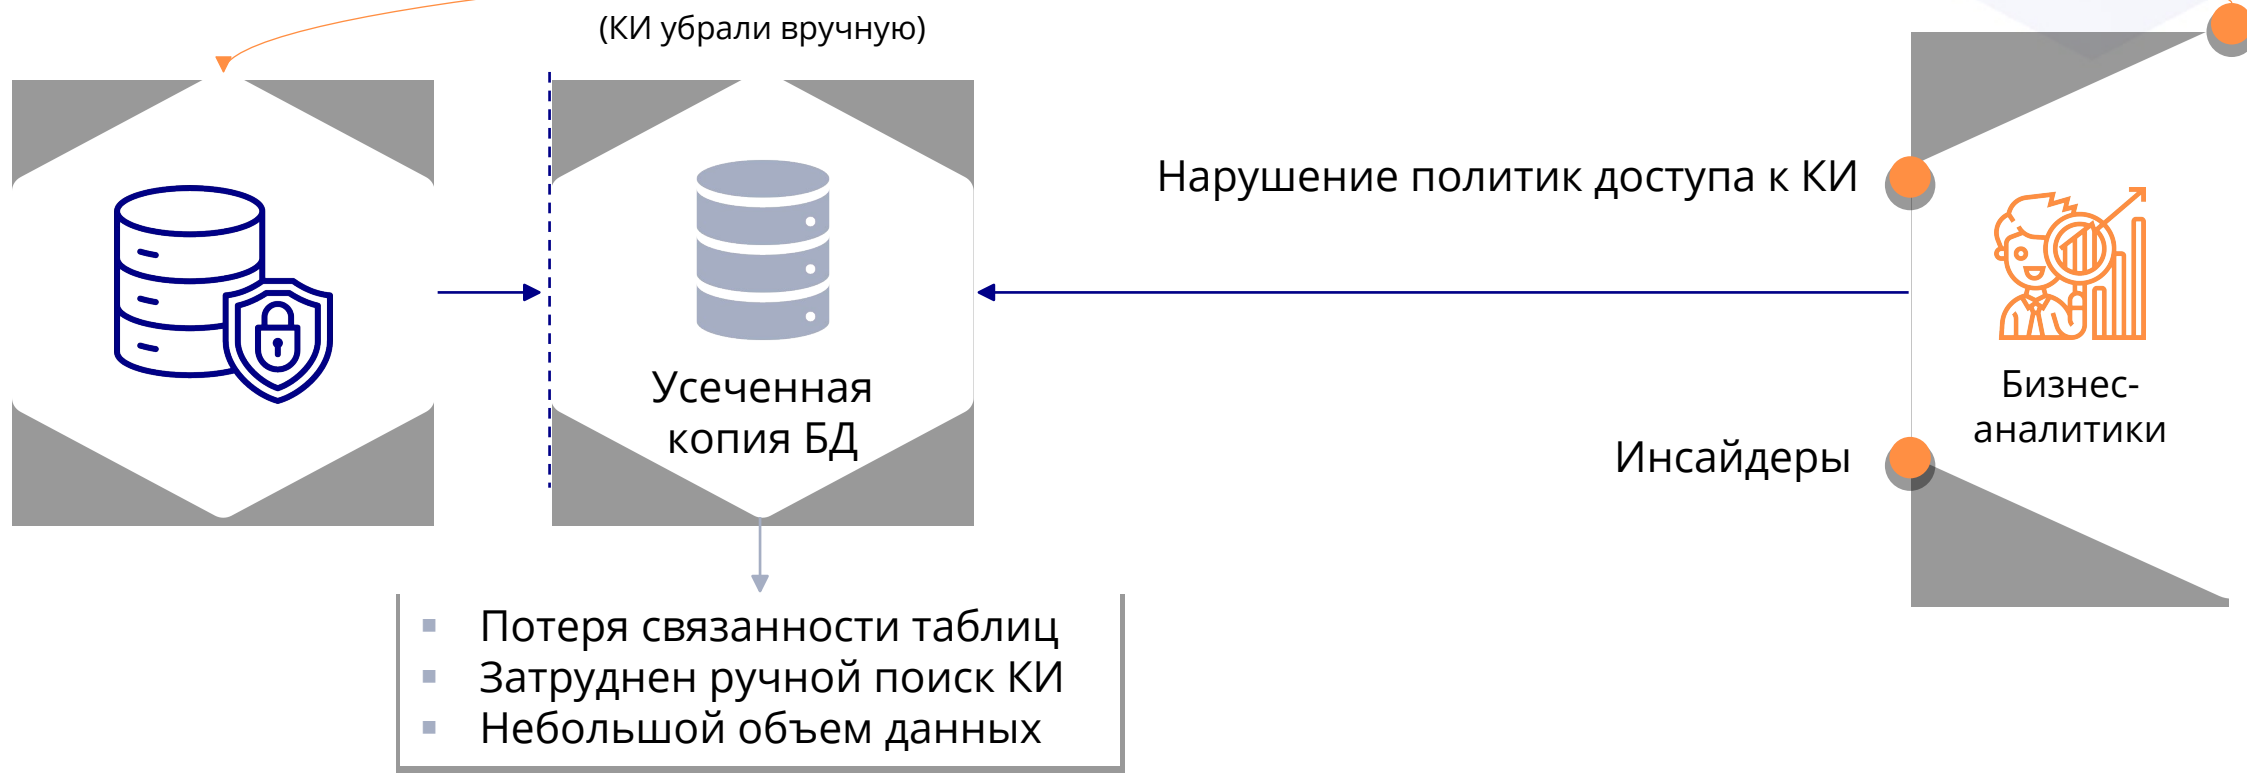 (КИ убрали вручную)
Нарушение политик доступа к КИ
Усеченная
копия БД
Бизнес-
аналитики
Инсайдеры
Потеря связанности таблиц
Затруднен ручной поиск КИ
Небольшой объем данных